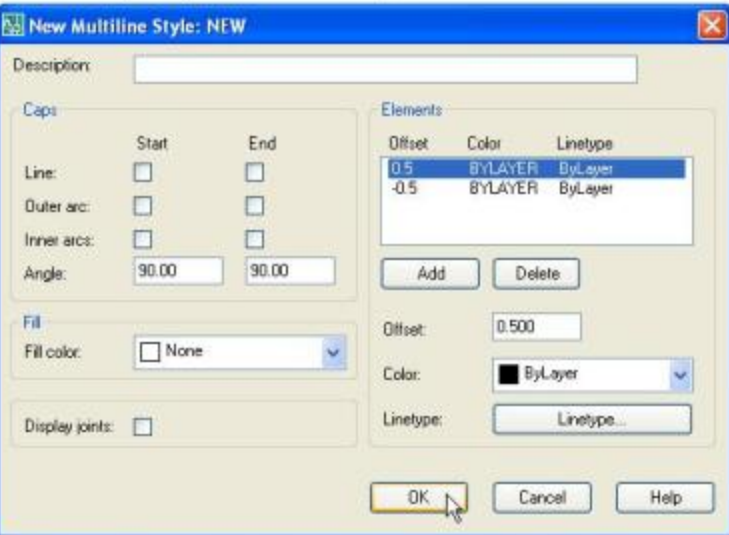 New Multiline Style: NEW
Description:
Caps
Start End
Line:
Outer arc:
Inner arcs:
Angle: 90.00 90.00
Fill
Fill color: None
Display joints:
Elements
Offset Color Linetype
0.5 BYLAYER ByLayer
-0.5 BYLAYER ByLayer
Add Delete
Offset: 0.500
Color: ByLayer
Linetype: Linetype...
OK Cancel Help